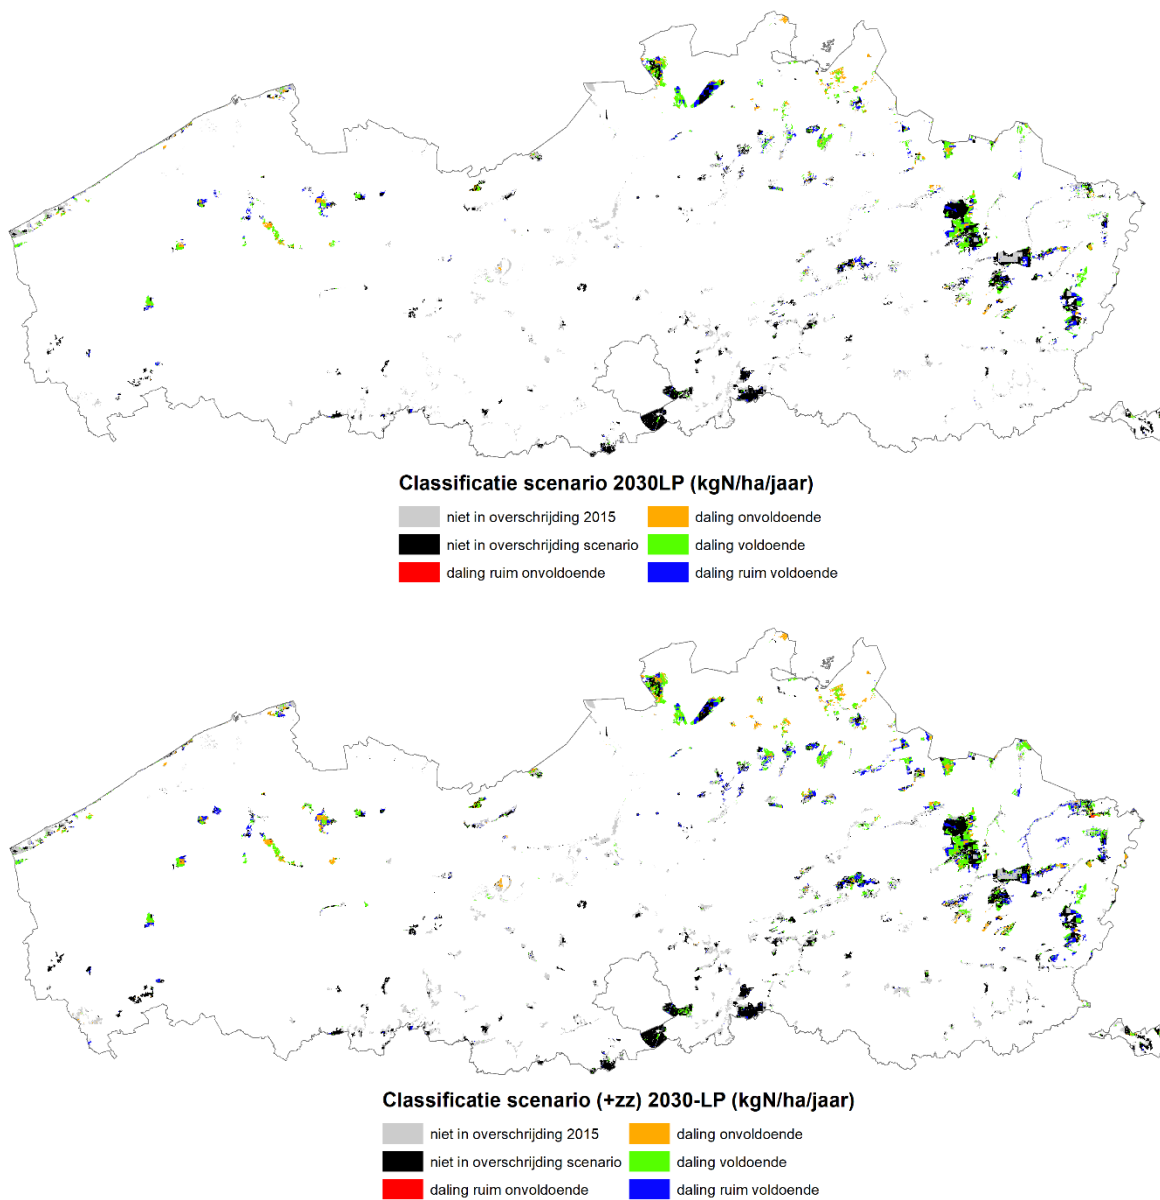 Classificatie scenario 2030LP (kgN/ha/jaar)
niet in overschrijding 2015
daling onvoldoende
niet in overschrijding scenario
daling voldoende
daling ruim onvoldoende
daling ruim voldoende
Classificatie scenario (+zz) 2030-LP (kgN/ha/jaar)
niet in overschrijding 2015
daling onvoldoende
niet in overschrijding scenario
daling voldoende
daling ruim onvoldoende
daling ruim voldoende